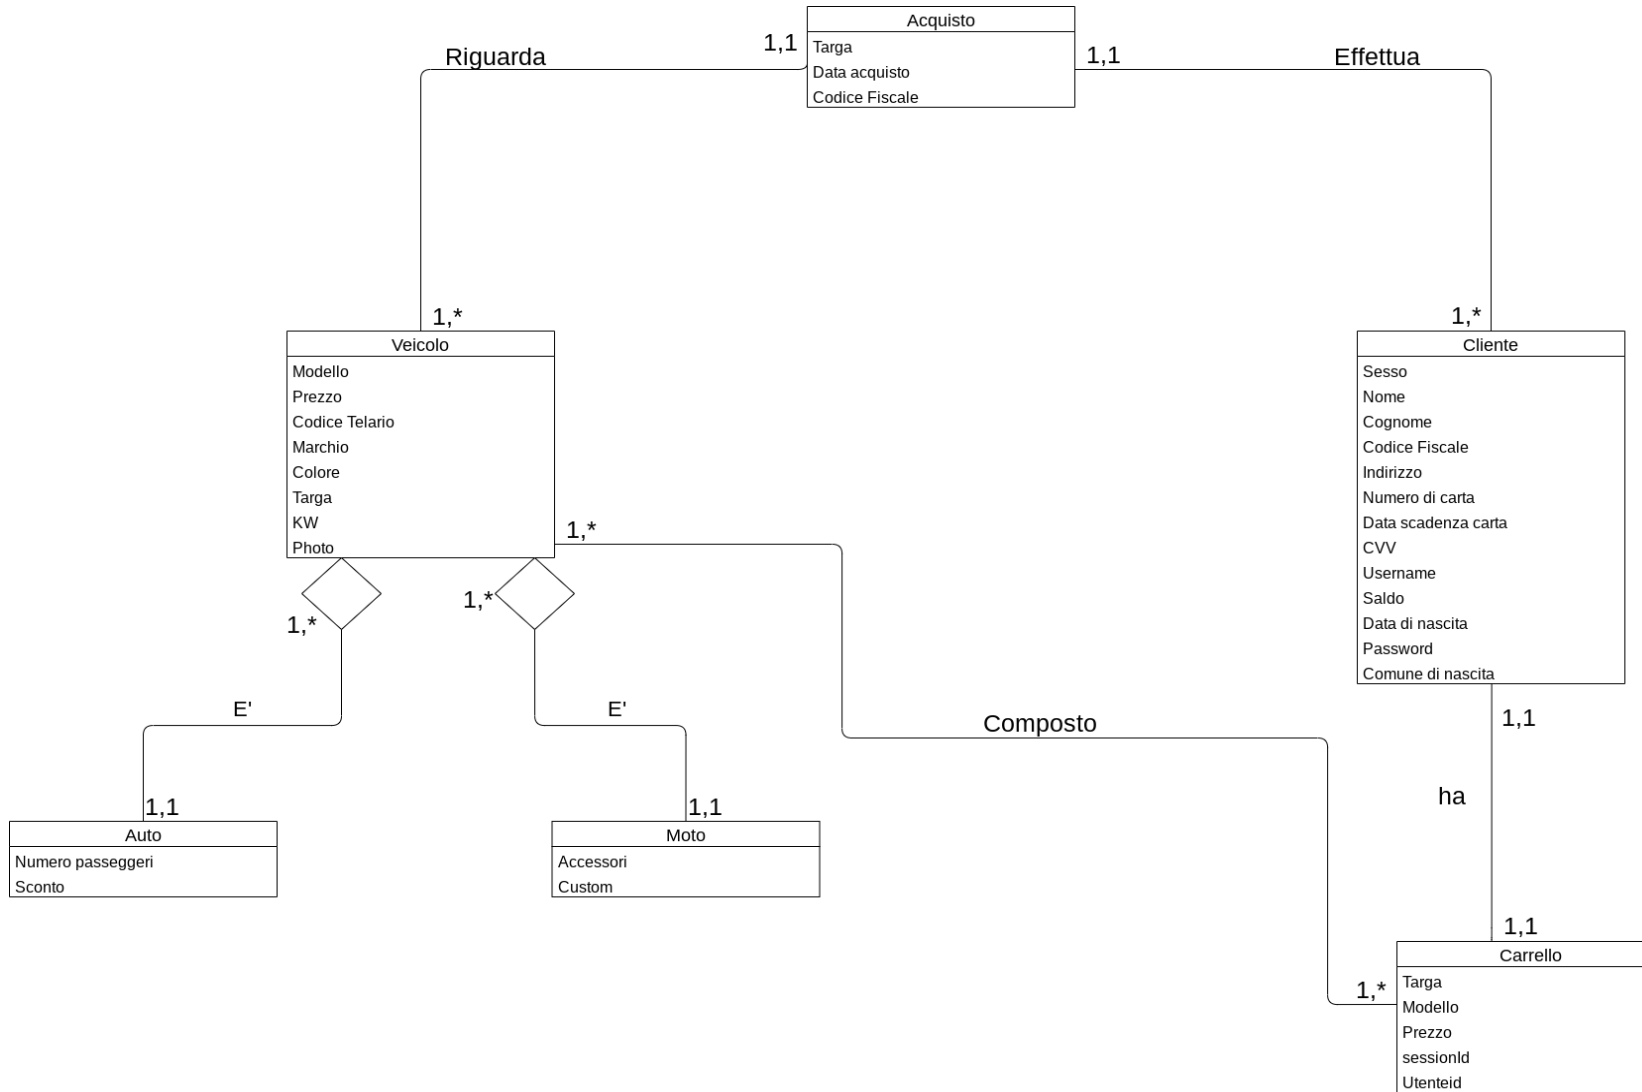 Acquisto
Targa
Data acquisto
Codice Fiscale
Riguarda
1,1
1,1
Effettua
1,*
1,*
Veicolo
Modello
Prezzo
Codice Telario
Marchio
Colore
Targa
KW
Photo
Cliente
Sesso
Nome
Cognome
Codice Fiscale
Indirizzo
Numero di carta
Data scadenza carta
CVV
Username
Saldo
Data di nascita
Password
Comune di nascita
1,*
1,*
1,*
E'
E'
Composto
1,1
ha
1,1
1,1
Auto
Numero passeggeri
Sconto
Moto
Accessori
Custom
1,1
1,*
Carrello
Targa
Modello
Prezzo
sessionId
Utenteid